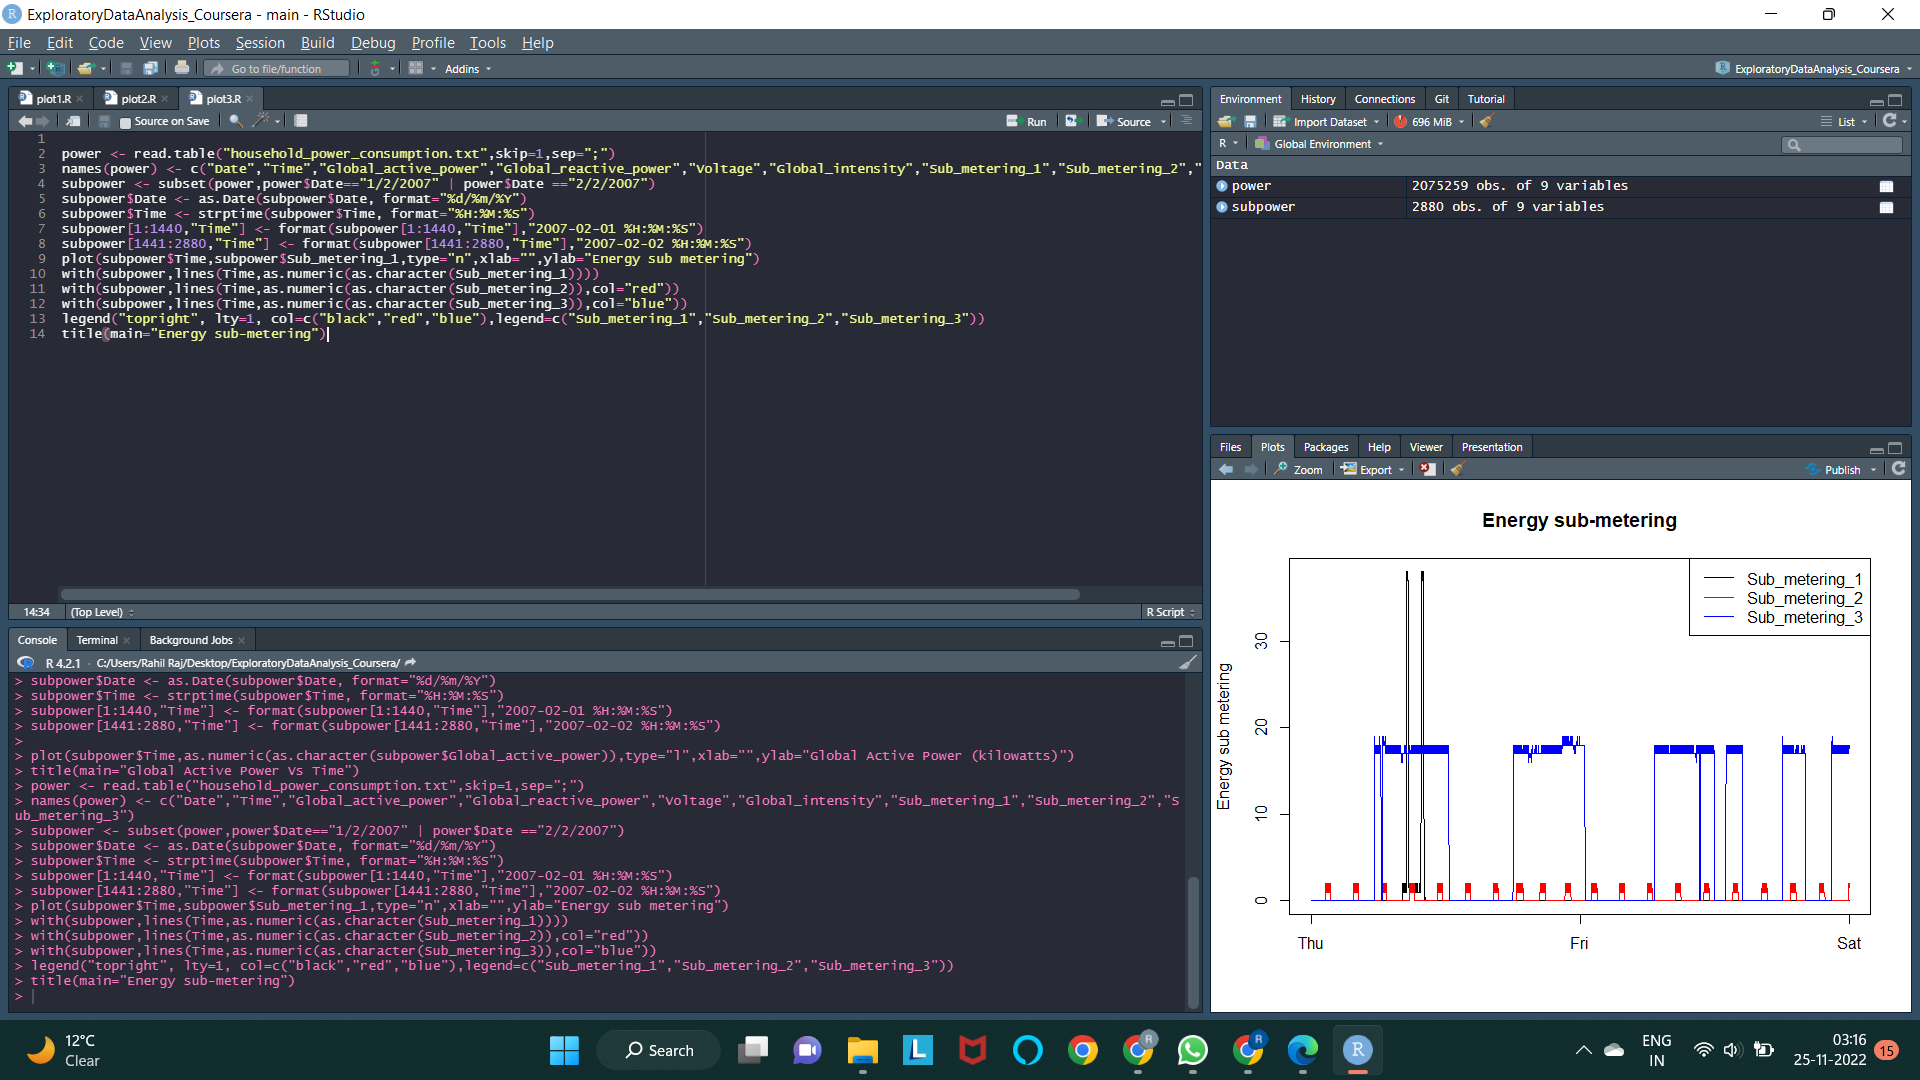 ExploratoryDataAnalysis_Coursera - main - RStudio
File Edit Code View Plots Session Build Debug Profile Tools Help
Go to file/function Addins ExploratoryDataAnalysis_Coursera
plot1.R plot2.R plot3.R
Source on Save Run Source
1
2 power <- read.table("household_power_consumption.txt",skip=1,sep=";")
3 names(power) <- c("Date","Time","Global_active_power","Global_reactive_power","Voltage","Global_intensity","Sub_metering_1","Sub_metering_2","
4 subpower <- subset(power,power$Date=="1/2/2007" | power$Date =="2/2/2007")
5 subpower$Date <- as.Date(subpower$Date, format="%d/%m/%Y")
6 subpower$Time <- strptime(subpower$Time, format="%H:%M:%S")
7 subpower[1:1440,"Time"] <- format(subpower[1:1440,"Time"],"2007-02-01 %H:%M:%S")
8 subpower[1441:2880,"Time"] <- format(subpower[1441:2880,"Time"],"2007-02-02 %H:%M:%S")
9 plot(subpower$Time,subpower$Sub_metering_1,type="n",xlab="",ylab="Energy sub metering")
10 with(subpower,lines(Time,as.numeric(as.character(Sub_metering_1))))
11 with(subpower,lines(Time,as.numeric(as.character(Sub_metering_2)),col="red"))
12 with(subpower,lines(Time,as.numeric(as.character(Sub_metering_3)),col="blue"))
13 legend("topright", lty=1, col=c("black","red","blue"),legend=c("Sub_metering_1","Sub_metering_2","Sub_metering_3"))
14 title(main="Energy sub-metering")
14:34 (Top Level) R Script
Console Terminal Background Jobs
R 4.2.1 · C:/Users/Rahil Raj/Desktop/ExploratoryDataAnalysis_Coursera/
> subpower$Date <- as.Date(subpower$Date, format="%d/%m/%Y")
> subpower$Time <- strptime(subpower$Time, format="%H:%M:%S")
> subpower[1:1440,"Time"] <- format(subpower[1:1440,"Time"],"2007-02-01 %H:%M:%S")
> subpower[1441:2880,"Time"] <- format(subpower[1441:2880,"Time"],"2007-02-02 %H:%M:%S")
>
> plot(subpower$Time,as.numeric(as.character(subpower$Global_active_power)),type="l",xlab="",ylab="Global Active Power (kilowatts)")
> title(main="Global Active Power Vs Time")
> power <- read.table("household_power_consumption.txt",skip=1,sep=";")
> names(power) <- c("Date","Time","Global_active_power","Global_reactive_power","Voltage","Global_intensity","Sub_metering_1","Sub_metering_2","S
ub_metering_3")
> subpower <- subset(power,power$Date=="1/2/2007" | power$Date =="2/2/2007")
> subpower$Date <- as.Date(subpower$Date, format="%d/%m/%Y")
> subpower$Time <- strptime(subpower$Time, format="%H:%M:%S")
> subpower[1:1440,"Time"] <- format(subpower[1:1440,"Time"],"2007-02-01 %H:%M:%S")
> subpower[1441:2880,"Time"] <- format(subpower[1441:2880,"Time"],"2007-02-02 %H:%M:%S")
> plot(subpower$Time,subpower$Sub_metering_1,type="n",xlab="",ylab="Energy sub metering")
> with(subpower,lines(Time,as.numeric(as.character(Sub_metering_1))))
> with(subpower,lines(Time,as.numeric(as.character(Sub_metering_2)),col="red"))
> with(subpower,lines(Time,as.numeric(as.character(Sub_metering_3)),col="blue"))
> legend("topright", lty=1, col=c("black","red","blue"),legend=c("Sub_metering_1","Sub_metering_2","Sub_metering_3"))
> title(main="Energy sub-metering")
>
Environment History Connections Git Tutorial
Import Dataset 696 MiB List
R Global Environment
Data
power 2075259 obs. of 9 variables
subpower 2880 obs. of 9 variables
Files Plots Packages Help Viewer Presentation
Zoom Export Publish
Energy sub-metering
Sub_metering_1
Sub_metering_2
Sub_metering_3
Energy sub metering
30
20
10
0
Thu Fri Sat
12°C
Clear
Search
ENG
IN
03:16
25-11-2022
15